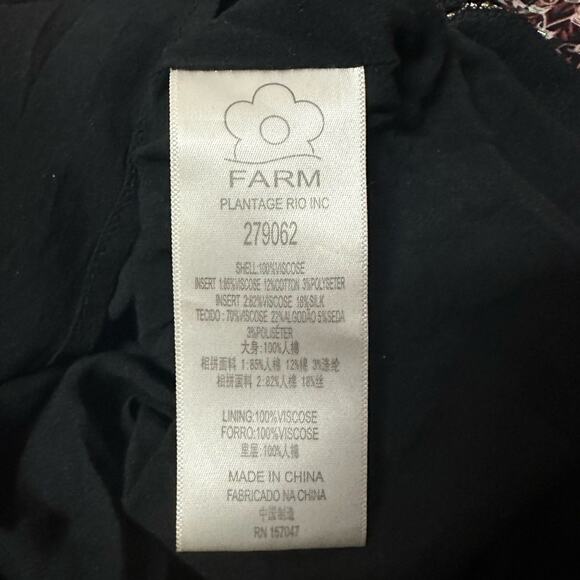 FARM
PLANTAGE RIO INC
279062
SHELL:100%VISCOSE
INSERT 1:85%VISCOSE 12%COTTON 3%POLYSETER
INSERT 2:82%VISCOSE 18%SILK
TECIDO : 70%VISCOSE 22%ALGODÃO 5%SEDA
3%POLISÉTER
大身:100%人棉
相拼面料 1:85%人棉 12%棉 3%涤纶
相拼面料 2:82%人棉 18%丝
LINING:100%VISCOSE
FORRO:100%VISCOSE
里层:100%人棉
MADE IN CHINA
FABRICADO NA CHINA
中国制造
RN 157047